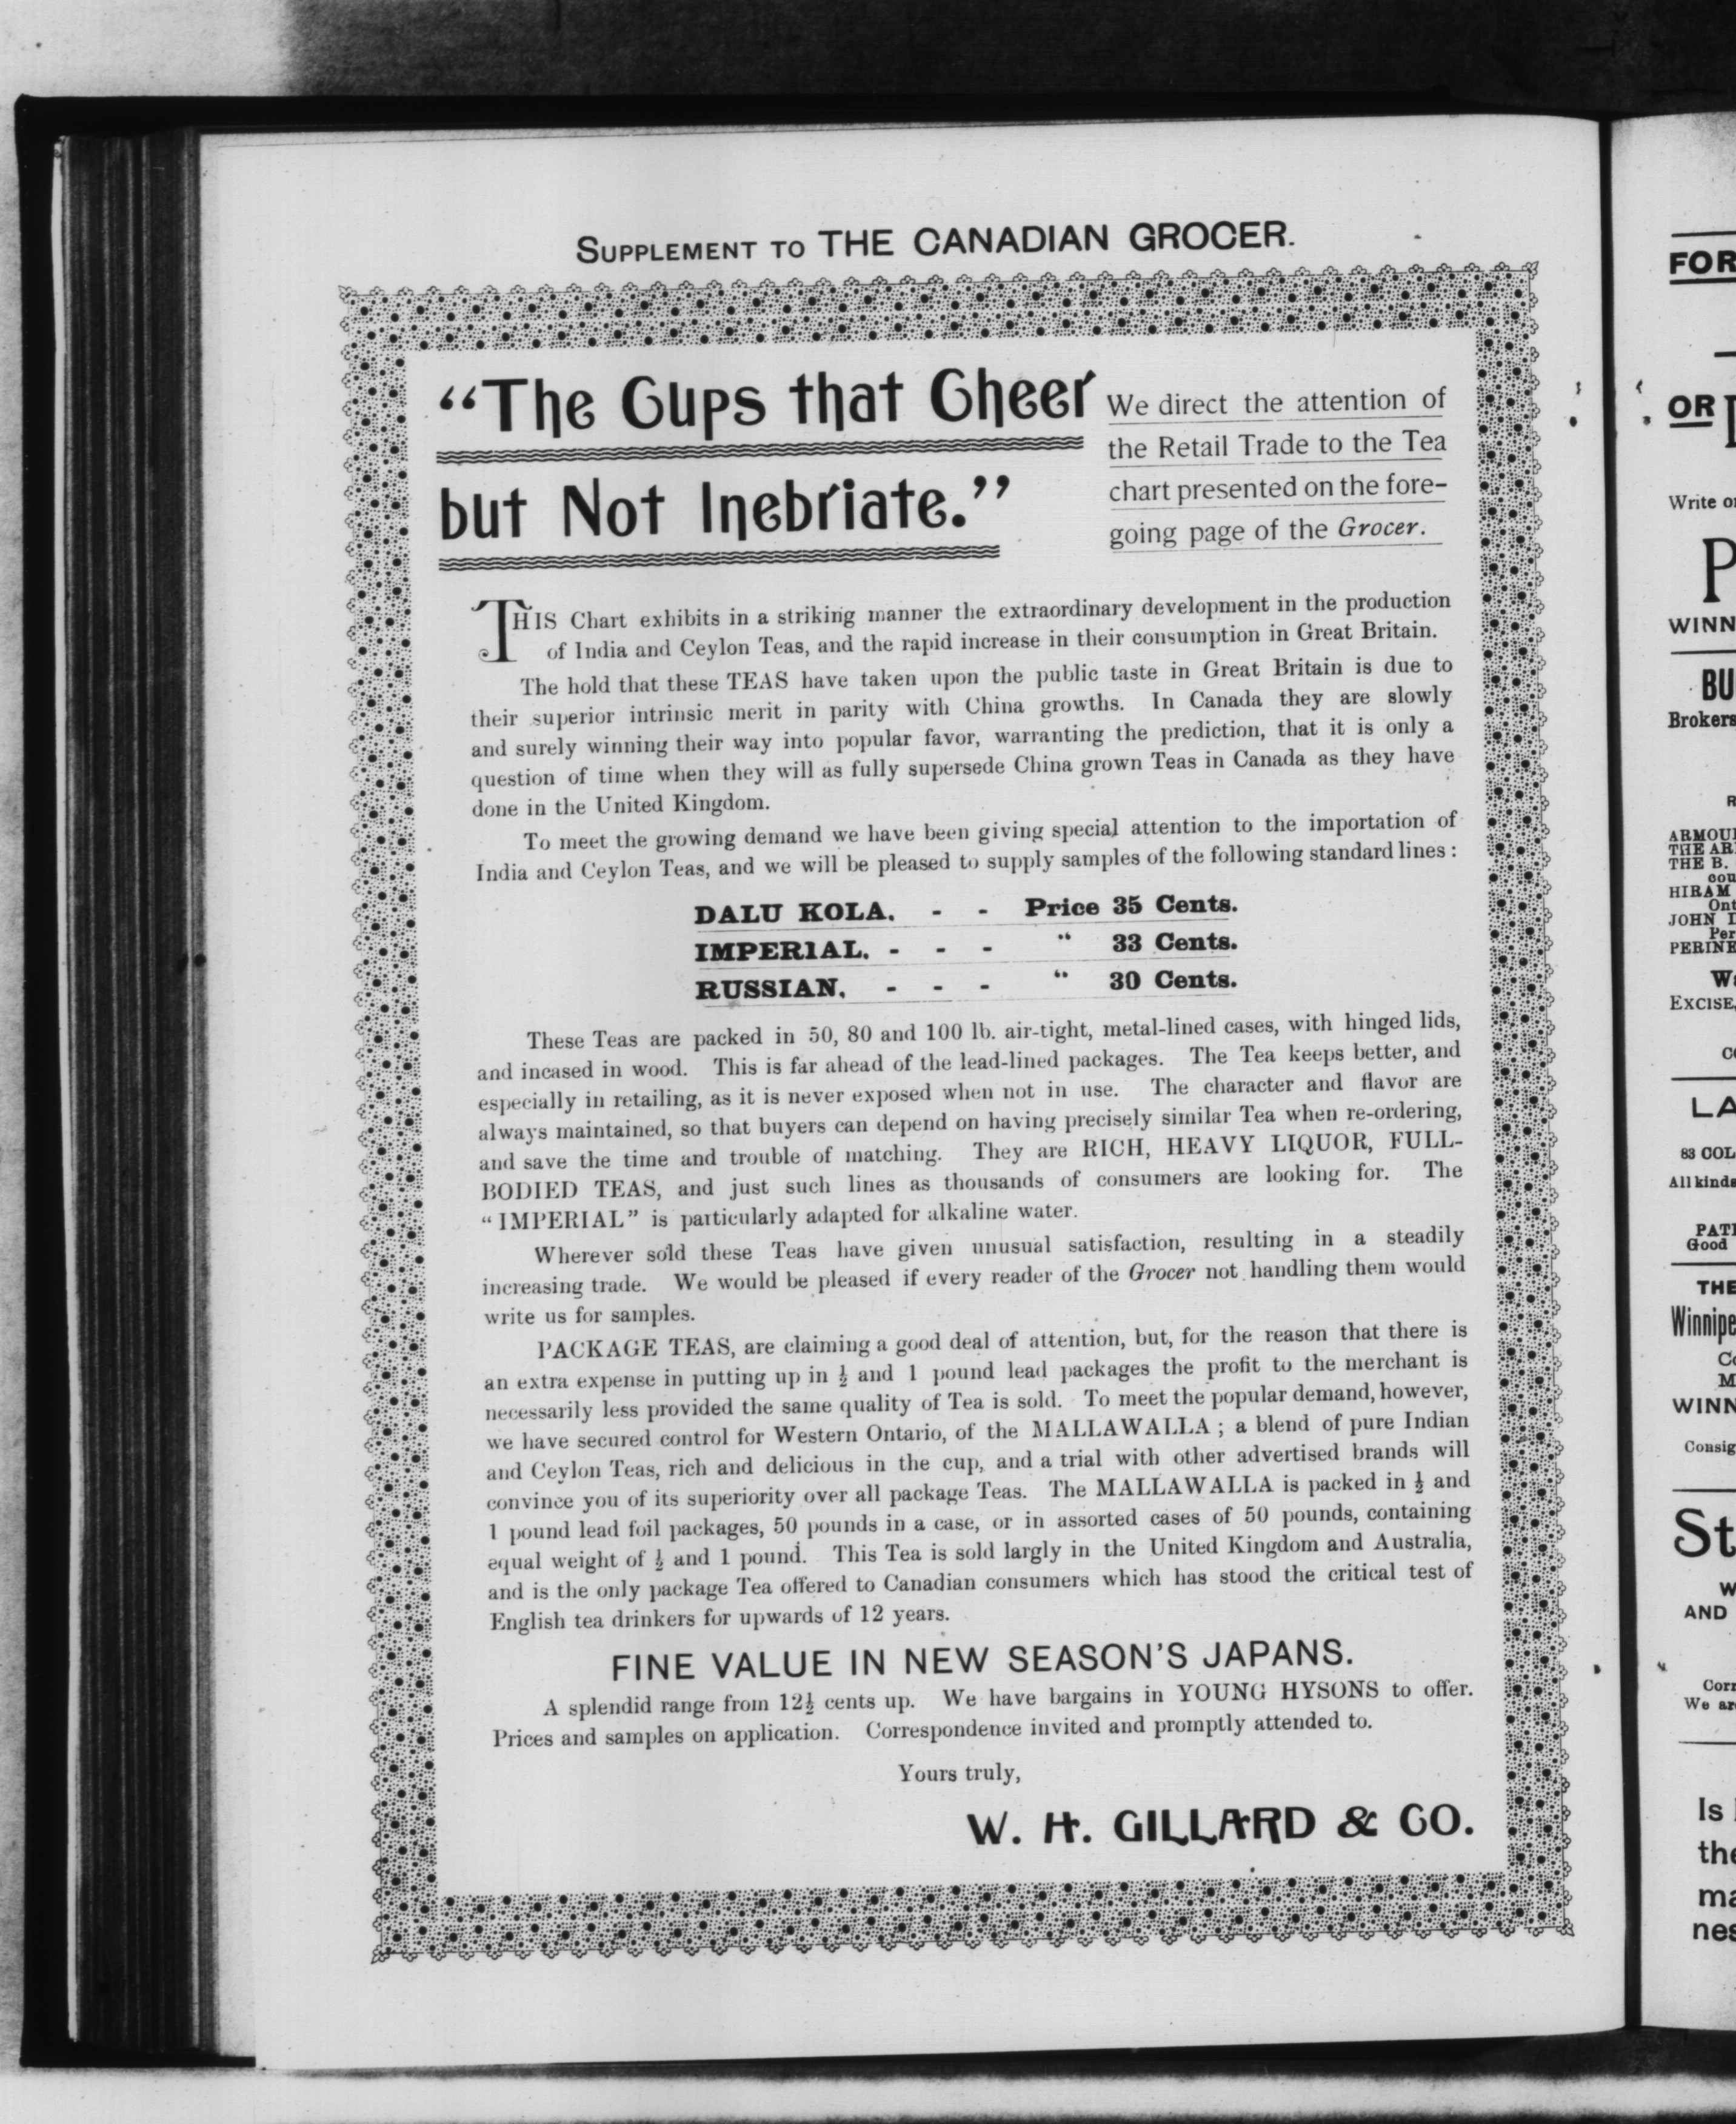 SUPPLEMENT TO THE CANADIAN GROCER.
“The Cups that Cheer
but Not Inebriate.”
We direct the attention of
the Retail Trade to the Tea
chart presented on the fore-
going page of the Grocer.
THIS Chart exhibits in a striking manner the extraordinary development in the production
of India and Ceylon Teas, and the rapid increase in their consumption in Great Britain.
The hold that these TEAS have taken upon the public taste in Great Britain is due to
their superior intrinsic merit in parity with China growths. In Canada they are slowly
and surely winning their way into popular favor, warranting the prediction, that it is only a
question of time when they will as fully supersede China grown Teas in Canada as they have
done in the United Kingdom.
To meet the growing demand we have been giving special attention to the importation of
India and Ceylon Teas, and we will be pleased to supply samples of the following standard lines :
DALU KOLA. - - Price 35 Cents.
IMPERIAL. - - - “ 33 Cents.
RUSSIAN. - - - “ 30 Cents.
These Teas are packed in 50, 80 and 100 lb. air-tight, metal-lined cases, with hinged lids,
and incased in wood. This is far ahead of the lead-lined packages. The Tea keeps better, and
especially in retailing, as it is never exposed when not in use. The character and flavor are
always maintained, so that buyers can depend on having precisely similar Tea when re-ordering,
and save the time and trouble of matching. They are RICH, HEAVY LIQUOR, FULL-
BODIED TEAS, and just such lines as thousands of consumers are looking for. The
“IMPERIAL” is particularly adapted for alkaline water.
Wherever sold these Teas have given unusual satisfaction, resulting in a steadily
increasing trade. We would be pleased if every reader of the Grocer not handling them would
write us for samples.
PACKAGE TEAS, are claiming a good deal of attention, but, for the reason that there is
an extra expense in putting up in ½ and 1 pound lead packages the profit to the merchant is
necessarily less provided the same quality of Tea is sold. To meet the popular demand, however,
we have secured control for Western Ontario, of the MALLAWALLA ; a blend of pure Indian
and Ceylon Teas, rich and delicious in the cup, and a trial with other advertised brands will
convince you of its superiority over all package Teas. The MALLAWALLA is packed in ½ and
1 pound lead foil packages, 50 pounds in a case, or in assorted cases of 50 pounds, containing
equal weight of ½ and 1 pound. This Tea is sold largly in the United Kingdom and Australia,
and is the only package Tea offered to Canadian consumers which has stood the critical test of
English tea drinkers for upwards of 12 years.
FINE VALUE IN NEW SEASON'S JAPANS.
A splendid range from 12½ cents up. We have bargains in YOUNG HYSONS to offer.
Prices and samples on application. Correspondence invited and promptly attended to.
Yours truly,
W. H. GILLARD & CO.
FOR
OR
Write
WINN
BU
Brokers
THE B.
HIRAM
JOHN
EXCISE,
LA
83 COL
All kinds
Good
THE
Winnipe
WINN
Consig
St
AND
We
Is
the